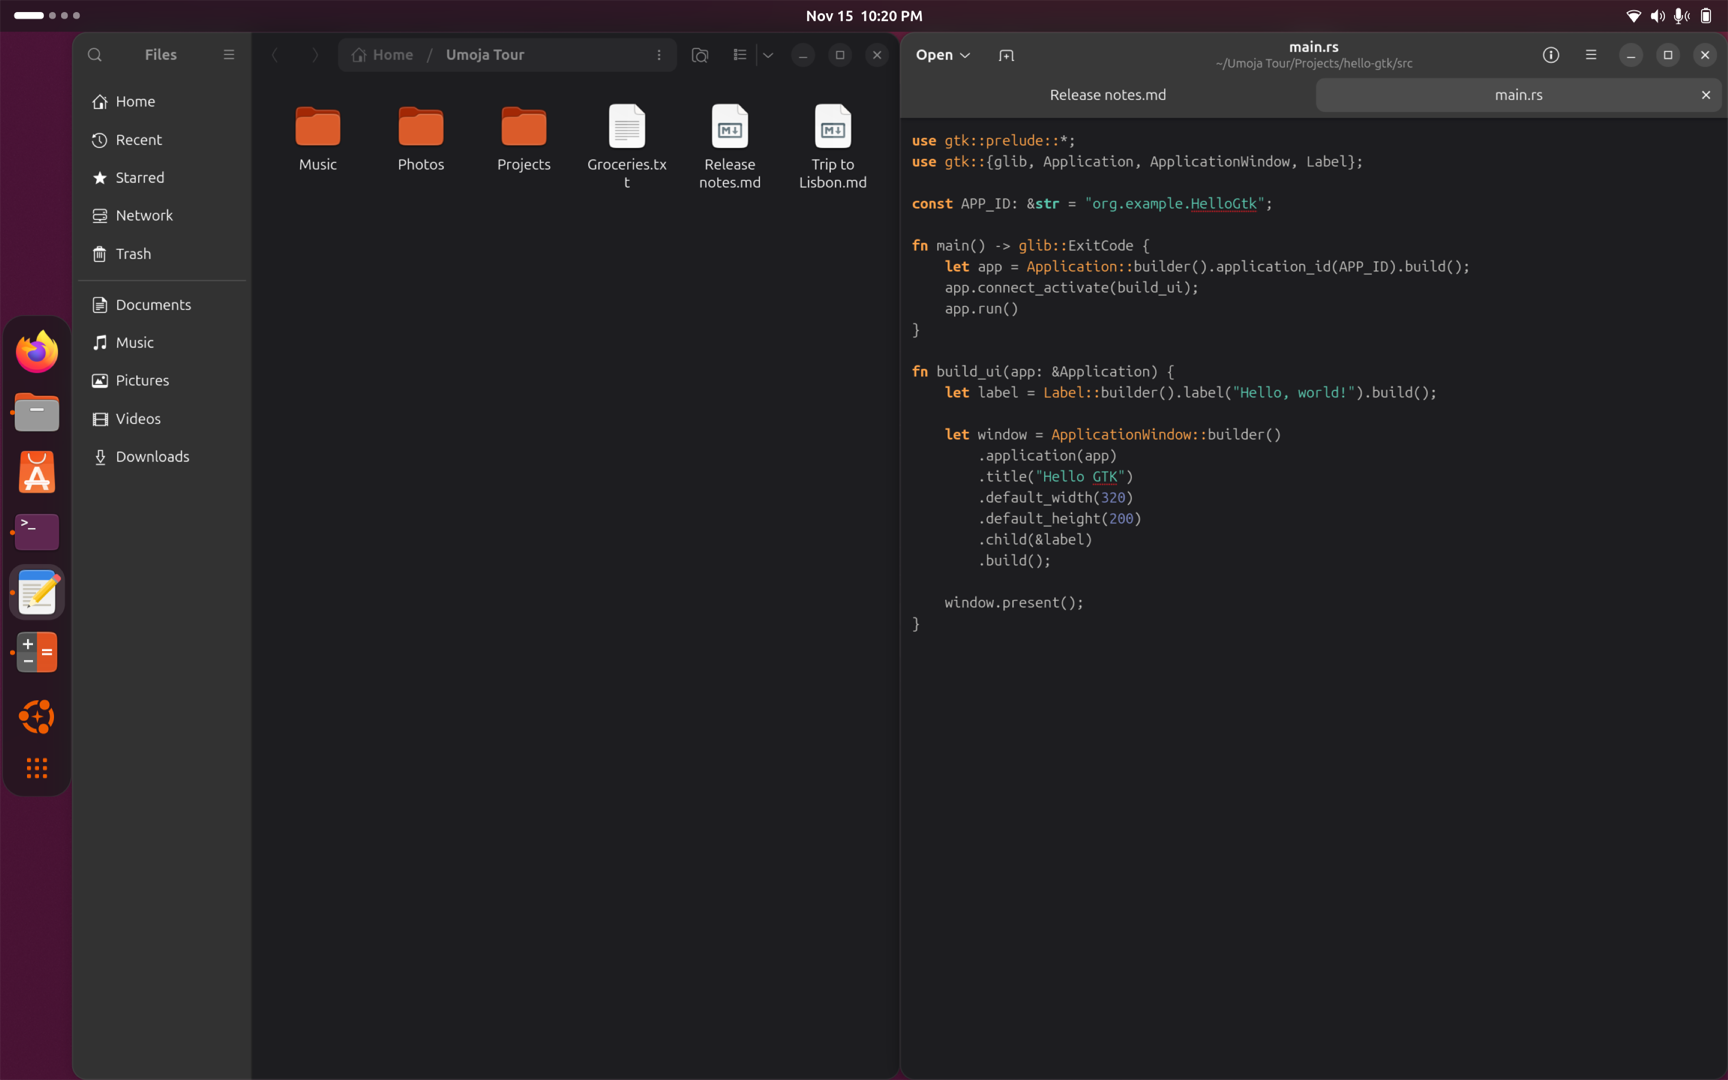 Nov 15 10:20 PM
Files
Home / Umoja Tour
Home
Recent
Starred
Network
Trash
Documents
Music
Pictures
Videos
Downloads
Music
Photos
Projects
Groceries.tx
t
Release
notes.md
Trip to
Lisbon.md
Open
main.rs
~/Umoja Tour/Projects/hello-gtk/src
Release notes.md
main.rs
use gtk::prelude::*;
use gtk::{glib, Application, ApplicationWindow, Label};
const APP_ID: &str = "org.example.HelloGtk";
fn main() -> glib::ExitCode {
    let app = Application::builder().application_id(APP_ID).build();
    app.connect_activate(build_ui);
    app.run()
}
fn build_ui(app: &Application) {
    let label = Label::builder().label("Hello, world!").build();
    let window = ApplicationWindow::builder()
        .application(app)
        .title("Hello GTK")
        .default_width(320)
        .default_height(200)
        .child(&label)
        .build();
    window.present();
}